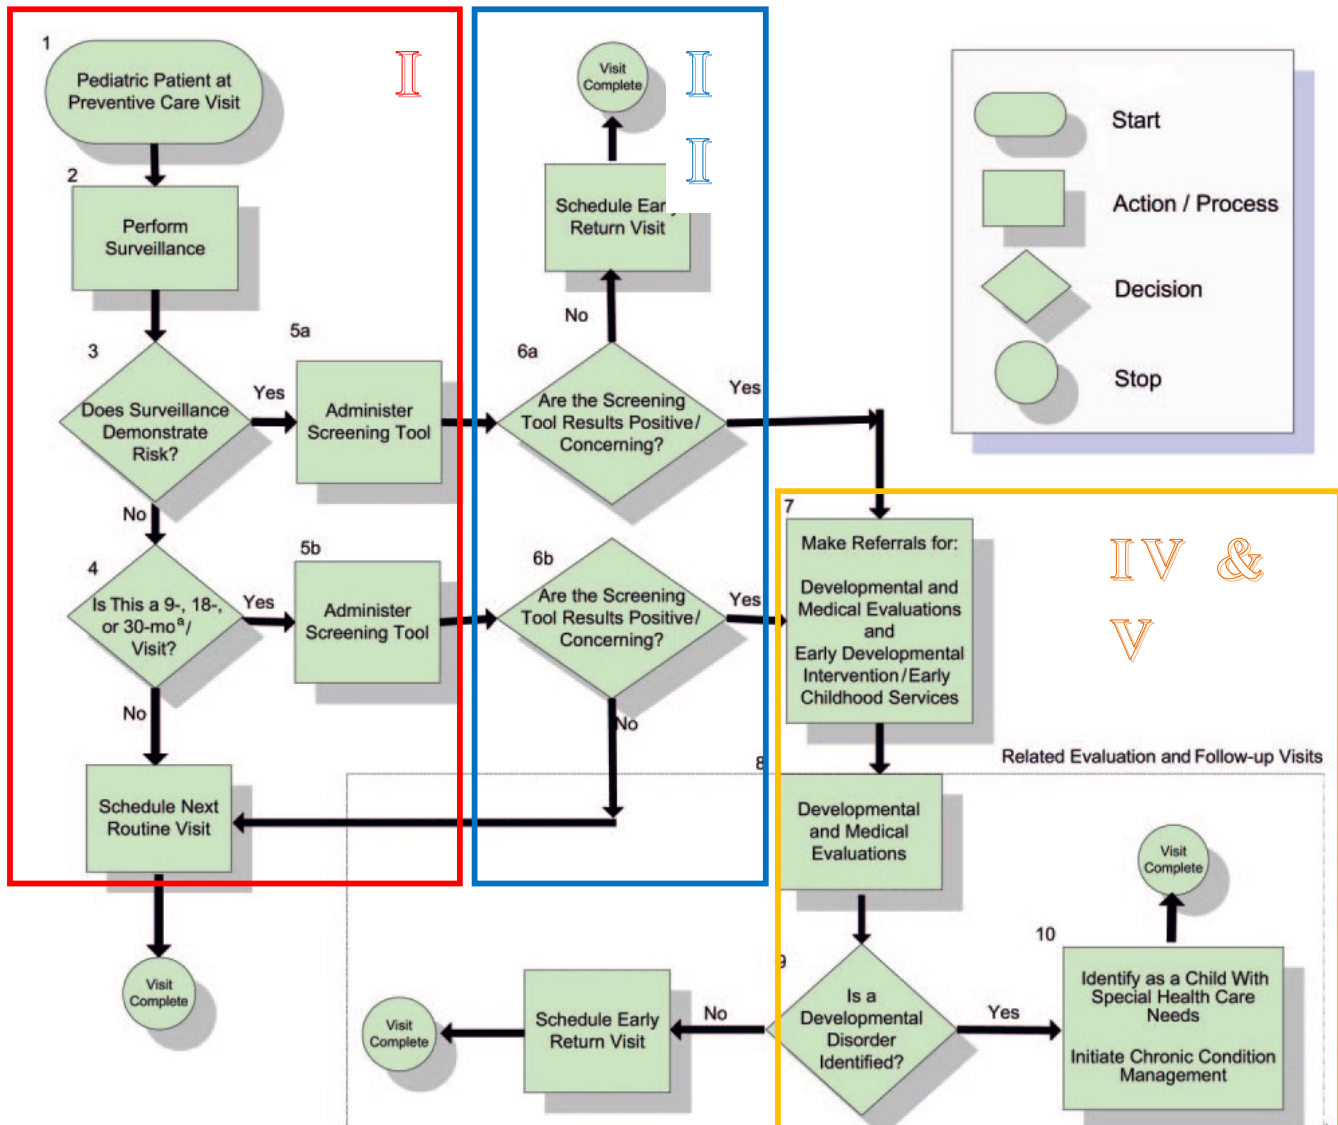 1
Pediatric Patient at
Preventive Care Visit
I
2
Perform
Surveillance
3
Does Surveillance
Demonstrate
Risk?
Yes
5a
Administer
Screening Tool
No
4
Is This a 9-, 18-,
or 30-moᵃ/
Visit?
Yes
5b
Administer
Screening Tool
No
Schedule Next
Routine Visit
Visit
Complete
Visit
Complete
I
I
Schedule Early
Return Visit
No
6a
Are the Screening
Tool Results Positive/
Concerning?
Yes
6b
Are the Screening
Tool Results Positive/
Concerning?
Yes
No
Start
Action / Process
Decision
Stop
7
Make Referrals for:
Developmental and
Medical Evaluations
and
Early Developmental
Intervention/Early
Childhood Services
IV &
V
Related Evaluation and Follow-up Visits
8
Developmental
and Medical
Evaluations
9
Is a
Developmental
Disorder
Identified?
No
Schedule Early
Return Visit
Visit
Complete
Yes
10
Identify as a Child With
Special Health Care
Needs
Initiate Chronic Condition
Management
Visit
Complete